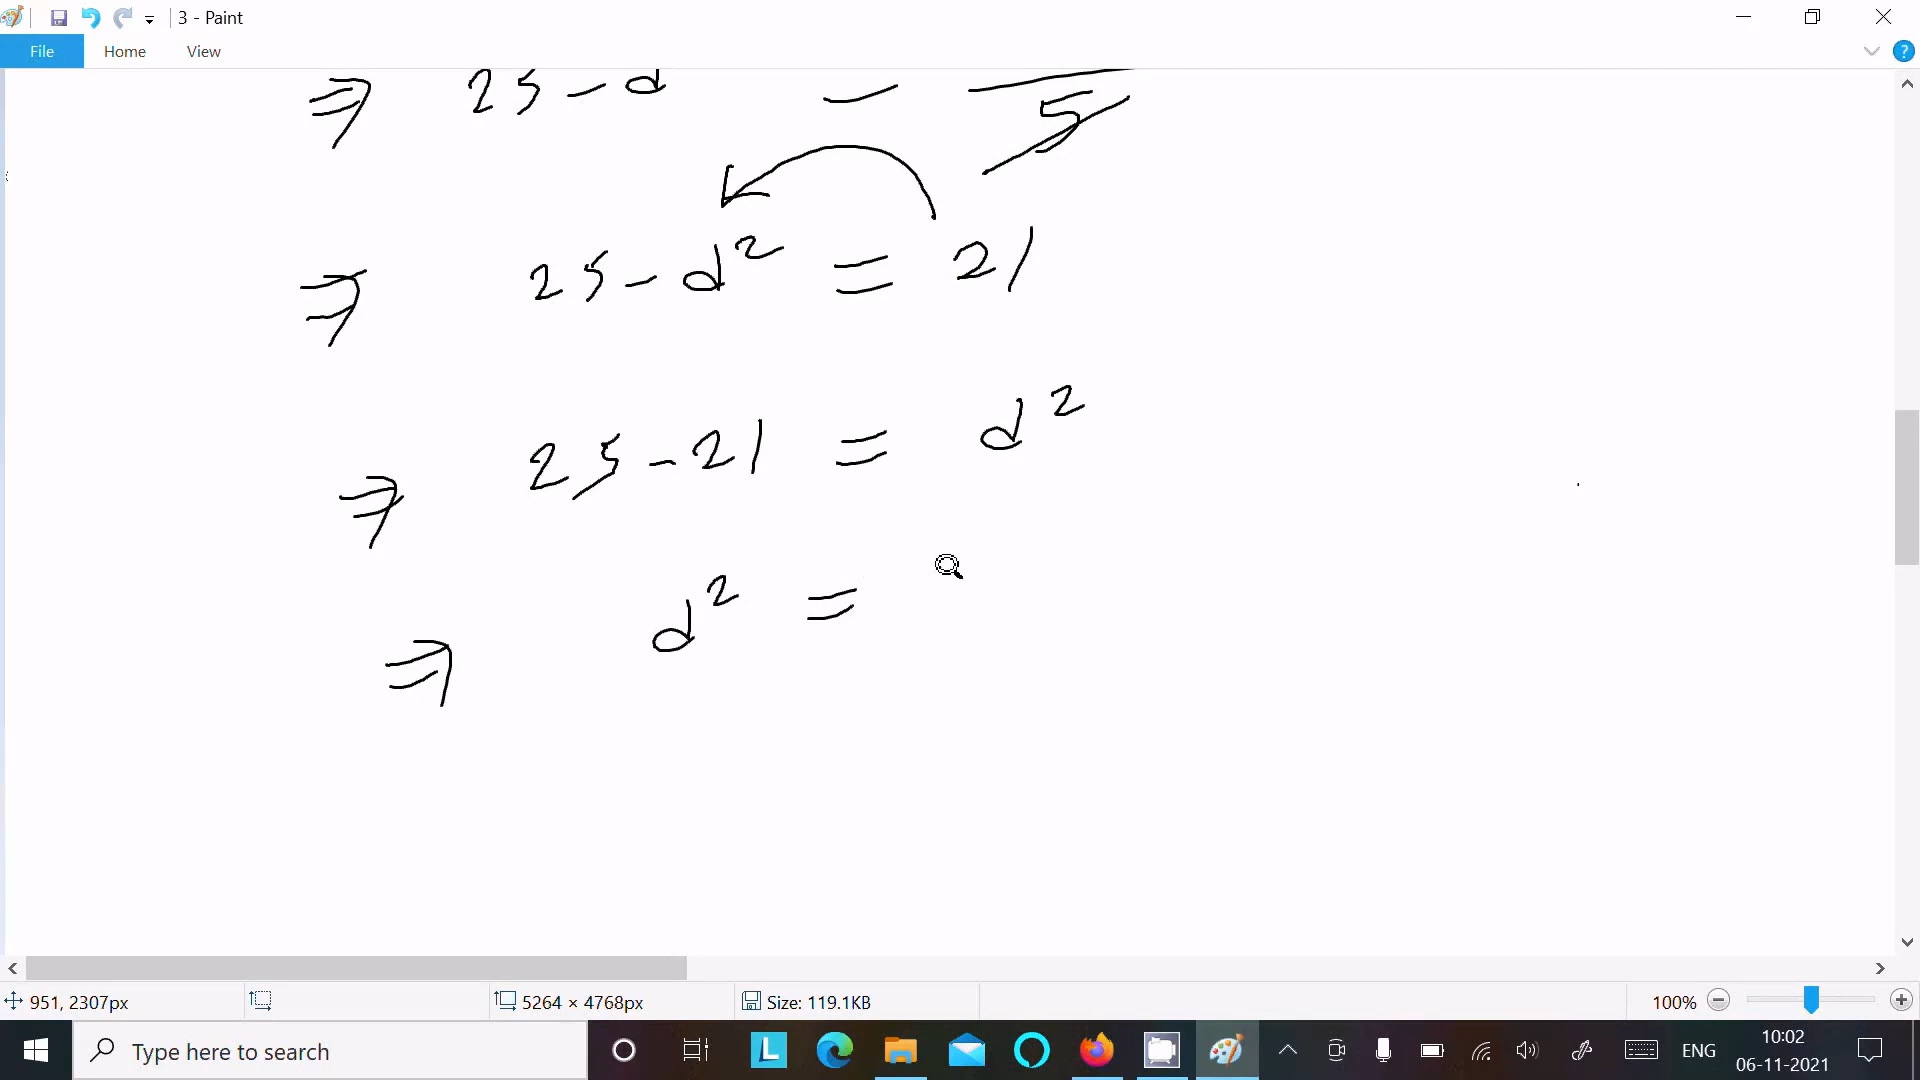 3 - Paint
File Home View
⇒ 25 - d
5
⇒ 25 - d² = 21
⇒ 25 - 21 = d²
⇒ d² =
951, 2307px 5264 × 4768px Size: 119.1KB 100%
Type here to search L ENG 10:02
06-11-2021